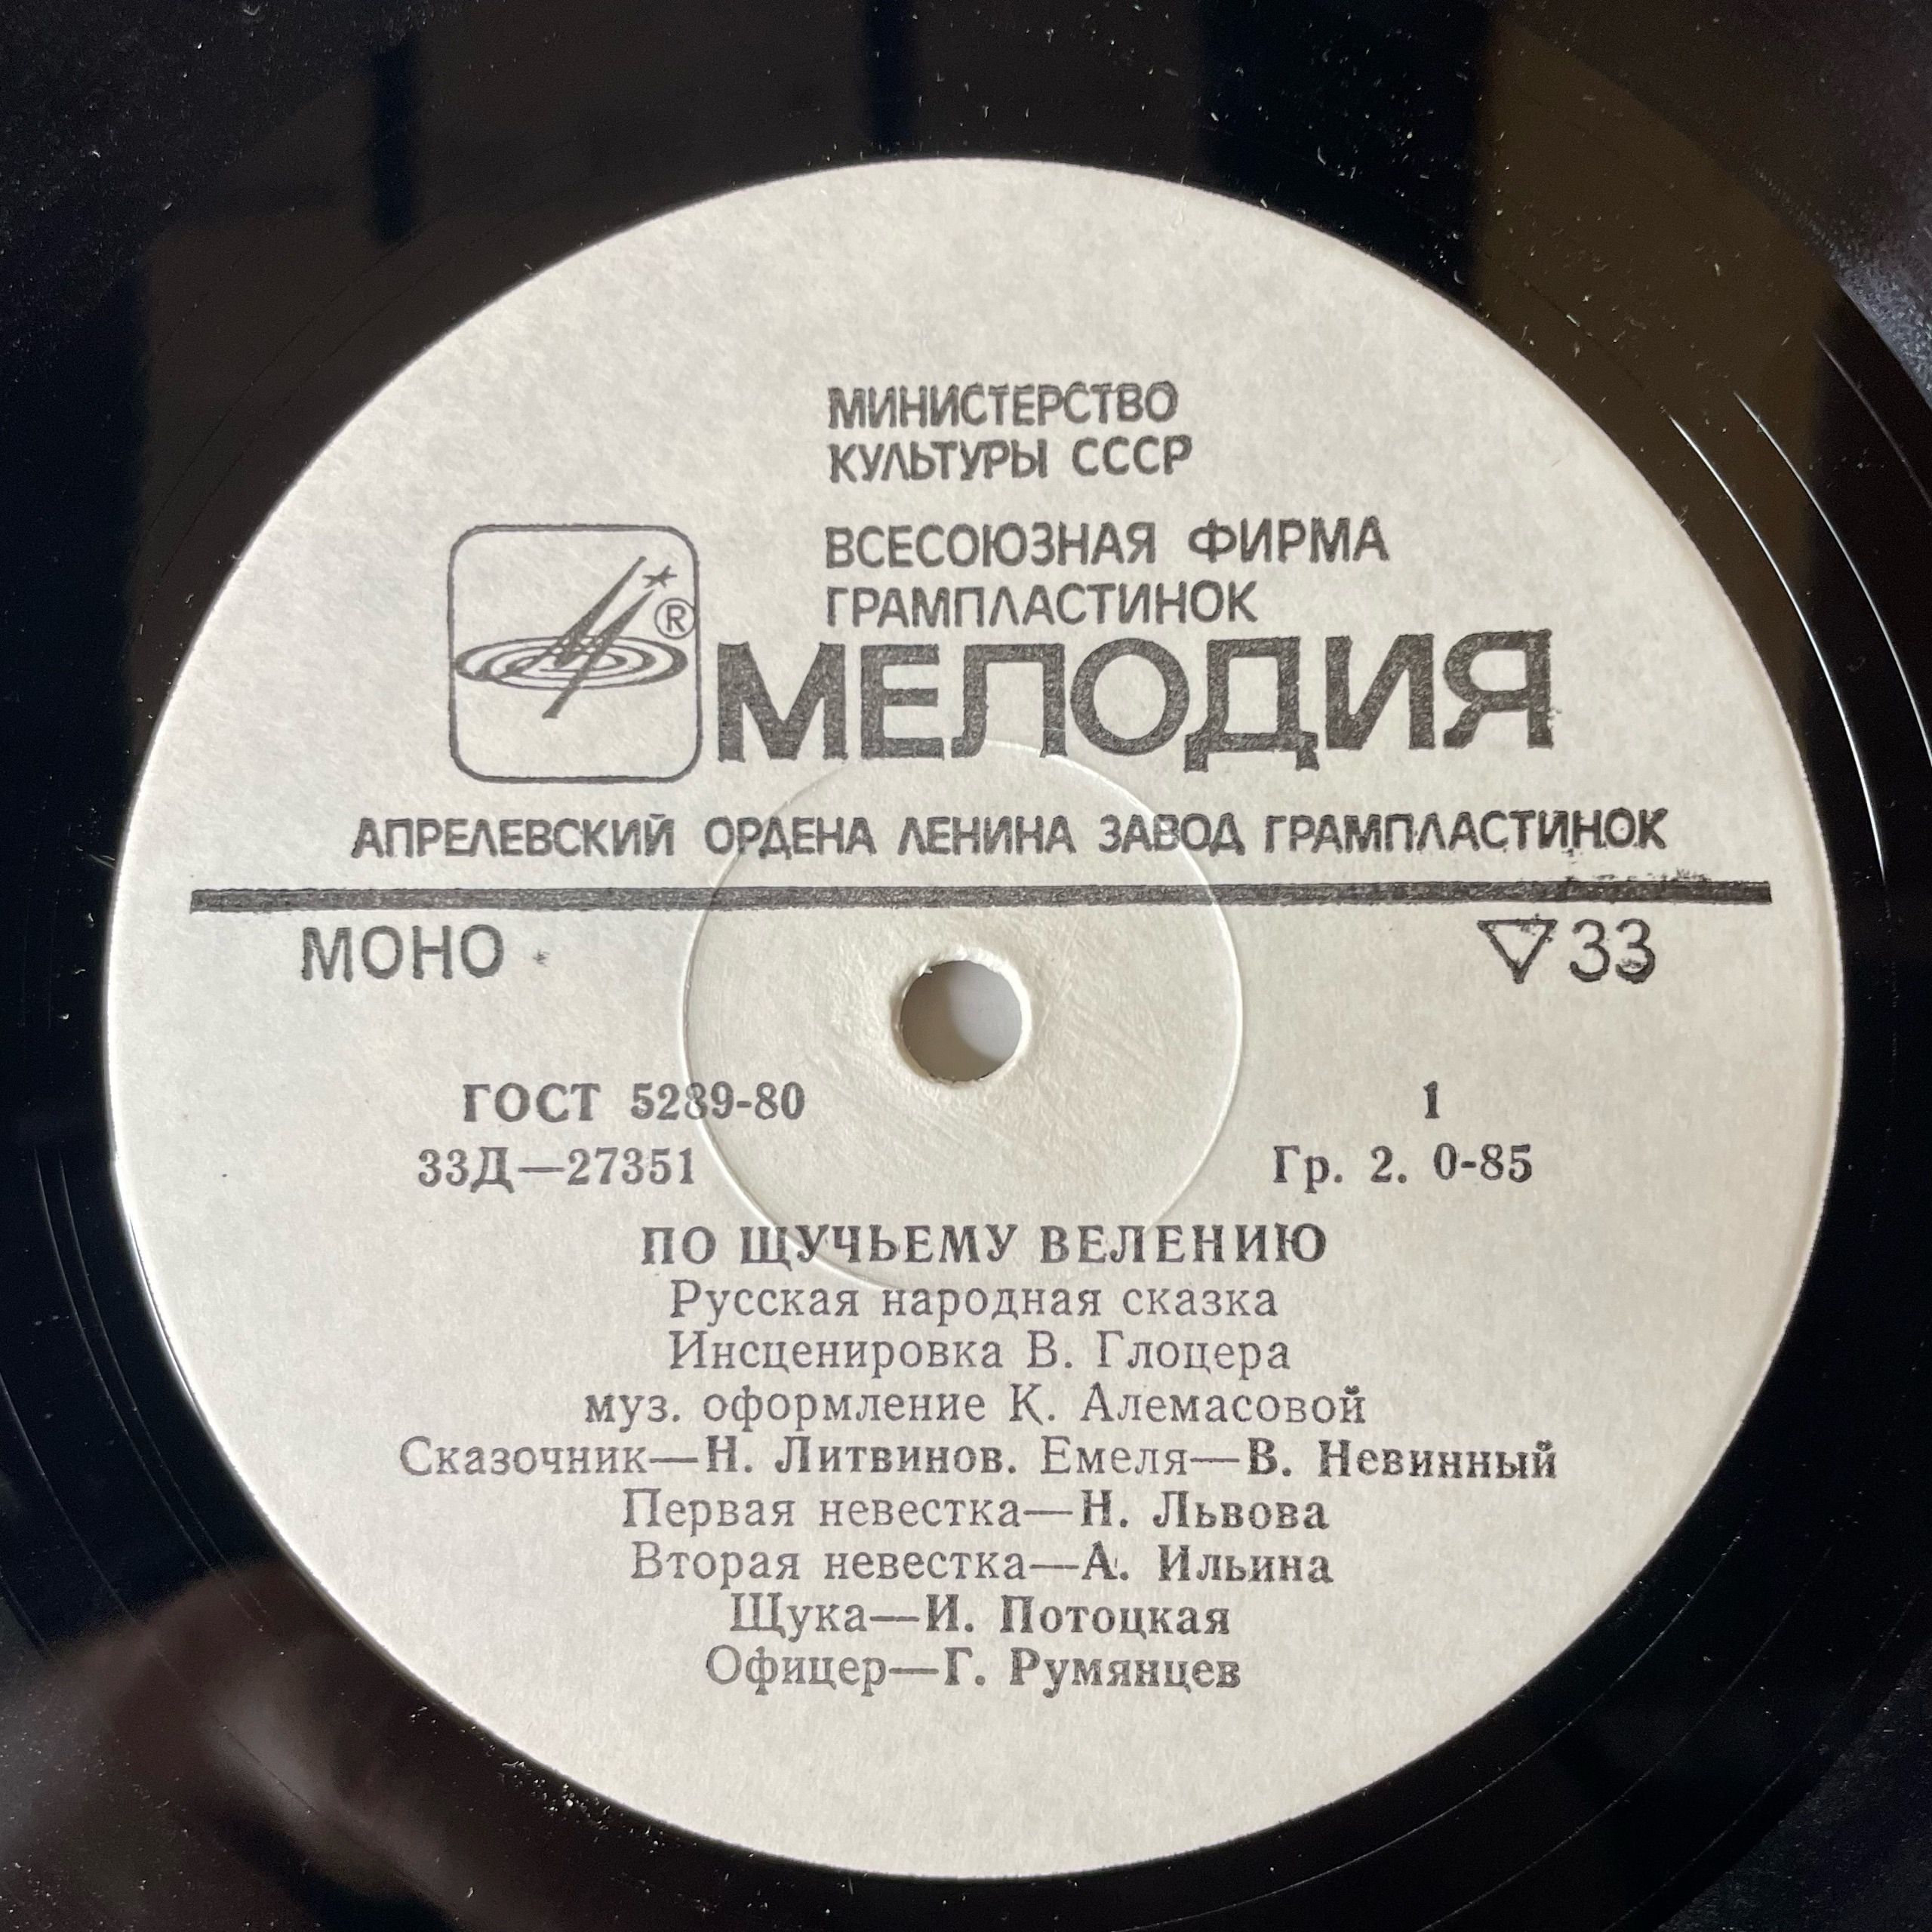 МИНИСТЕРСТВО
КУЛЬТУРЫ СССР
ВСЕСОЮЗНАЯ ФИРМА
ГРАМПЛАСТИНОК
®
МЕЛОДИЯ
АПРЕЛЕВСКИЙ ОРДЕНА ЛЕНИНА ЗАВОД ГРАМПЛАСТИНОК
МОНО ▽33
ГОСТ 5289-80 1
33Д—27351 Гр. 2. 0-85
ПО ЩУЧЬЕМУ ВЕЛЕНИЮ
Русская народная сказка
Инсценировка В. Глоцера
муз. оформление К. Алемасовой
Сказочник—Н. Литвинов. Емеля—В. Невинный
Первая невестка—Н. Львова
Вторая невестка—А. Ильина
Щука—И. Потоцкая
Офицер—Г. Румянцев